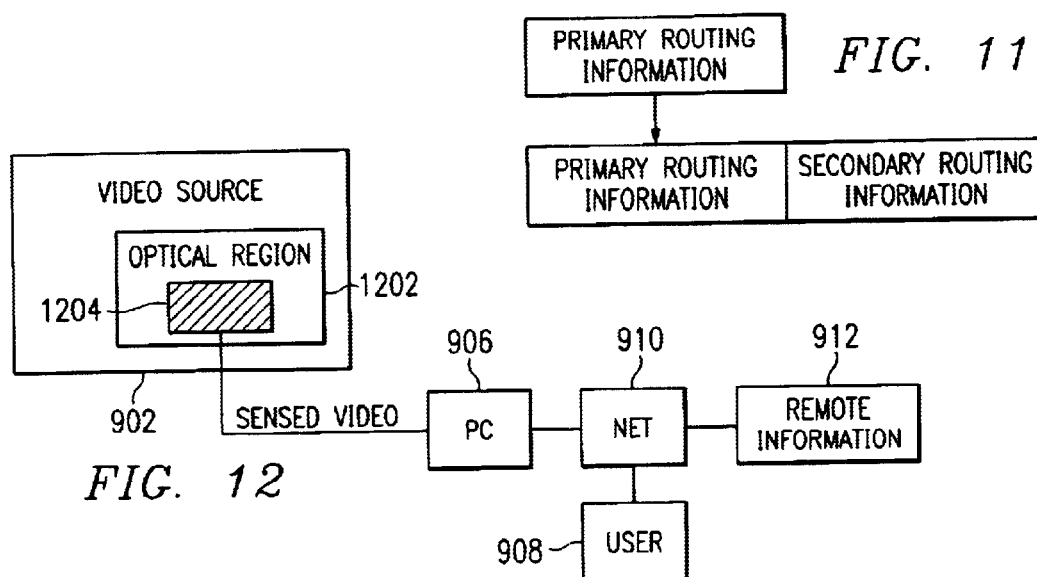 PRIMARY ROUTING
INFORMATION
FIG. 11
PRIMARY ROUTING
INFORMATION
SECONDARY ROUTING
INFORMATION
VIDEO SOURCE
OPTICAL REGION
1204
1202
902
SENSED VIDEO
906
PC
910
NET
912
REMOTE
INFORMATION
908
USER
FIG. 12